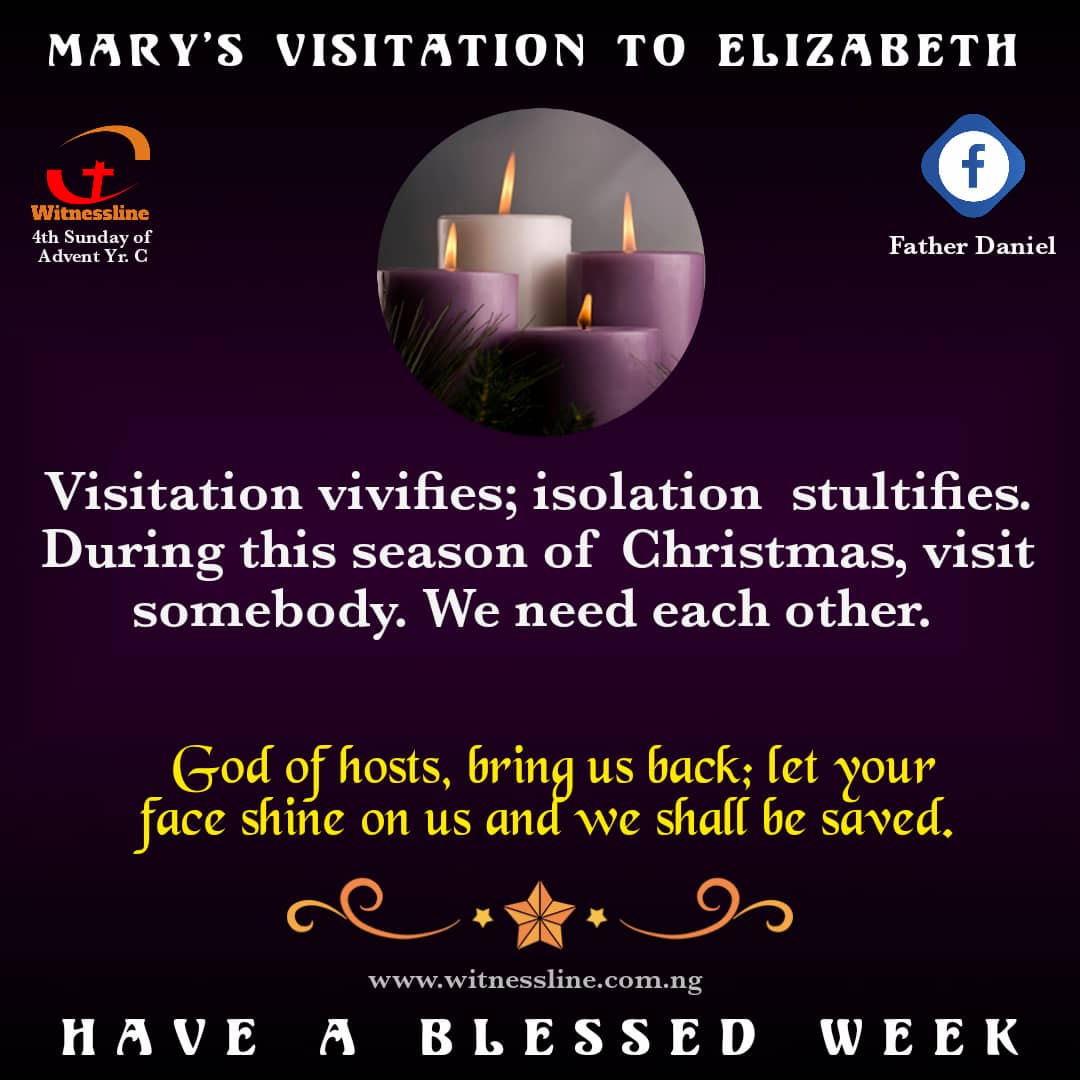 MARY'S VISITATION TO ELIZABETH
Witnessline
4th Sunday of
Advent Yr. C
f
Father Daniel
Visitation vivifies; isolation stultifies.
During this season of Christmas, visit
somebody. We need each other.
God of hosts, bring us back; let your
face shine on us and we shall be saved.
www.witnessline.com.ng
HAVE A BLESSED WEEK